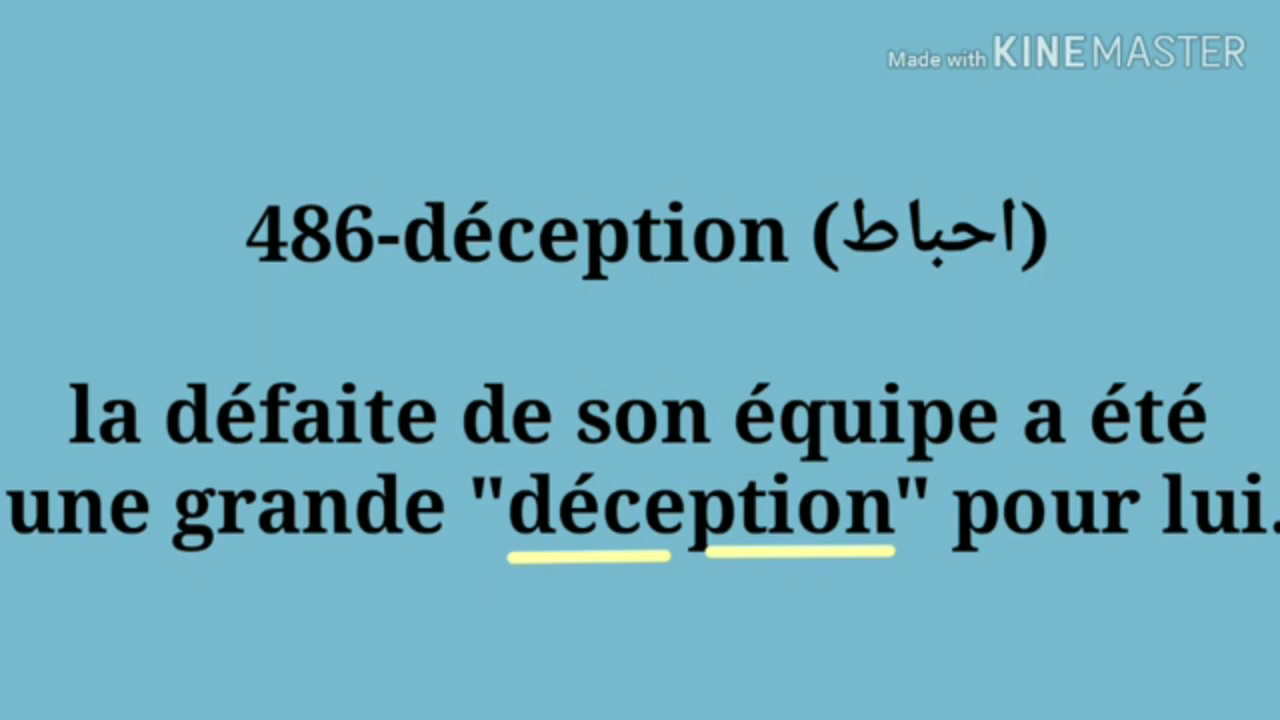 Made with KINEMASTER
486-déception (احباط)
la défaite de son équipe a été
une grande "déception" pour lui.